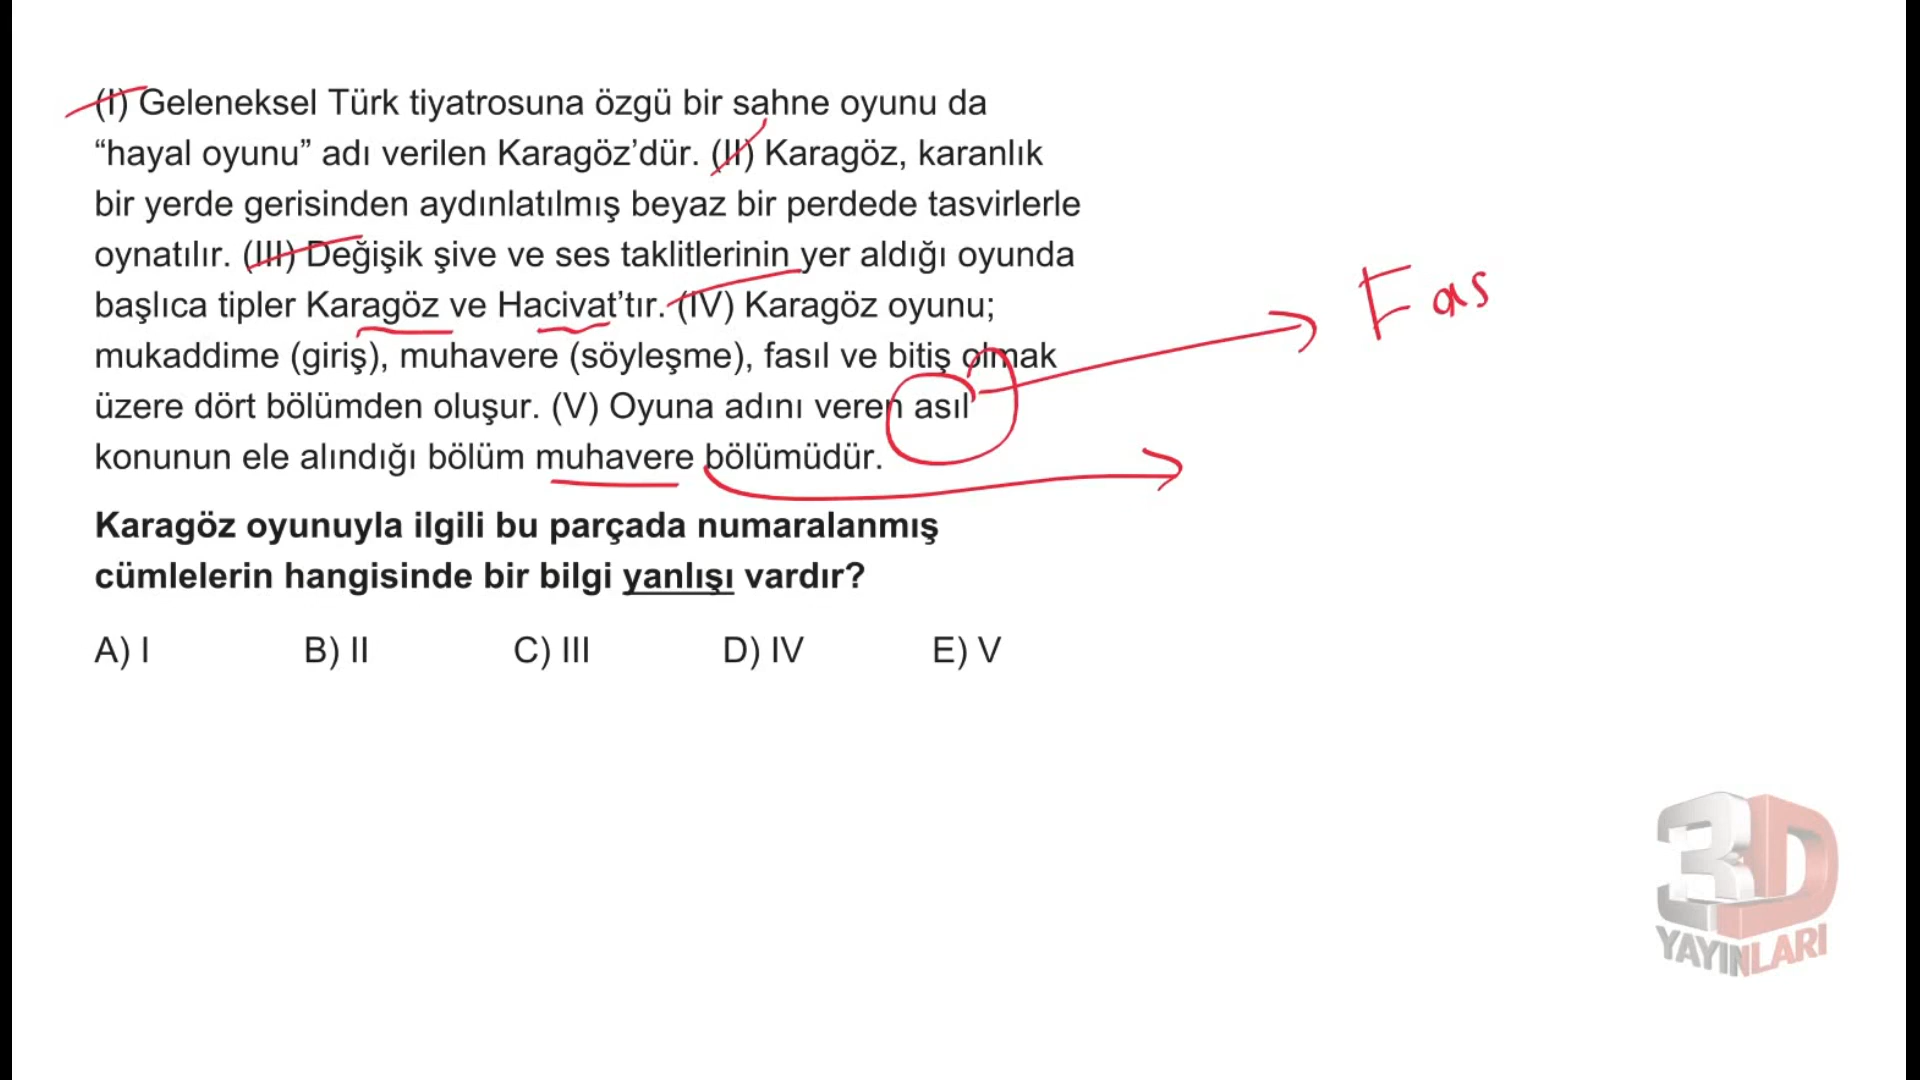 (I) Geleneksel Türk tiyatrosuna özgü bir sahne oyunu da
“hayal oyunu” adı verilen Karagöz’dür. (II) Karagöz, karanlık
bir yerde gerisinden aydınlatılmış beyaz bir perdede tasvirlerle
oynatılır. (III) Değişik şive ve ses taklitlerinin yer aldığı oyunda
başlıca tipler Karagöz ve Hacivat’tır. (IV) Karagöz oyunu;
mukaddime (giriş), muhavere (söyleşme), fasıl ve bitiş olmak
üzere dört bölümden oluşur. (V) Oyuna adını veren asıl
konunun ele alındığı bölüm muhavere bölümüdür.
Fas
Karagöz oyunuyla ilgili bu parçada numaralanmış
cümlelerin hangisinde bir bilgi yanlışı vardır?
A) I B) II C) III D) IV E) V
3D
YAYINLARI